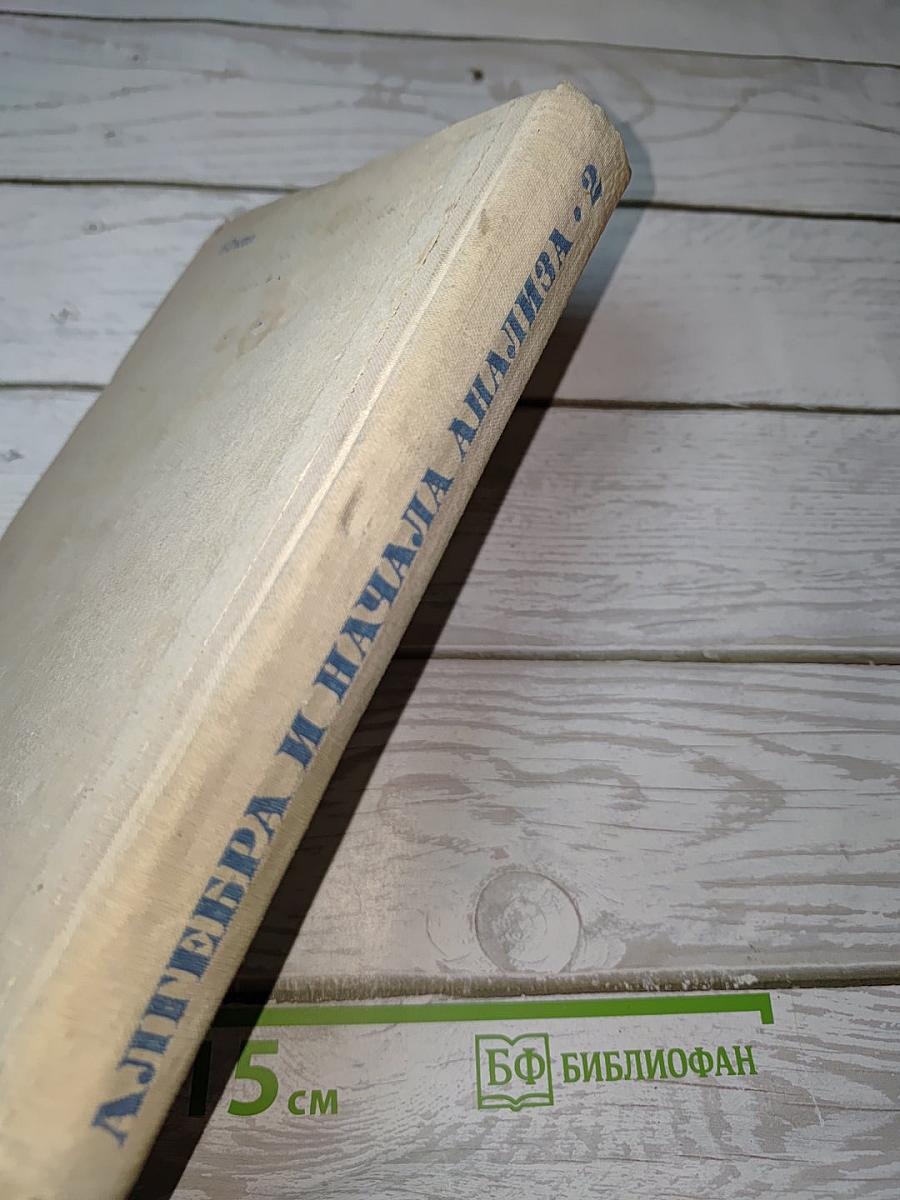 АЛГЕБРА И НАЧАЛА АНАЛИЗА · 2
15 см
БФ БИБЛИОФАН